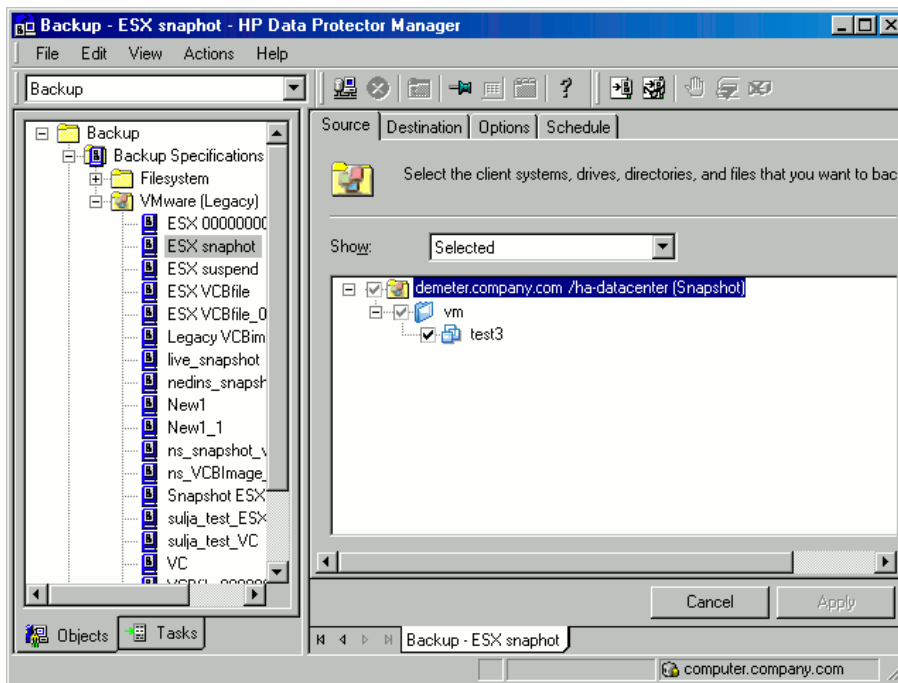 Backup - ESX snaphot - HP Data Protector Manager
File Edit View Actions Help
Backup
Backup
Backup Specifications
Filesystem
VMware (Legacy)
ESX 00000000
ESX snaphot
ESX suspend
ESX VCBfile
ESX VCBfile_0
Legacy VCBim
live_snapshot
nedins_snapsh
New1
New1_1
ns_snapshot_v
ns_VCBImage_
Snapshot ESX
sulja_test_ESX
sulja_test_VC
VC
Objects Tasks
Source Destination Options Schedule
Select the client systems, drives, directories, and files that you want to bac
Show: Selected
demeter.company.com /ha-datacenter (Snapshot)
vm
test3
Cancel Apply
Backup - ESX snaphot
computer.company.com